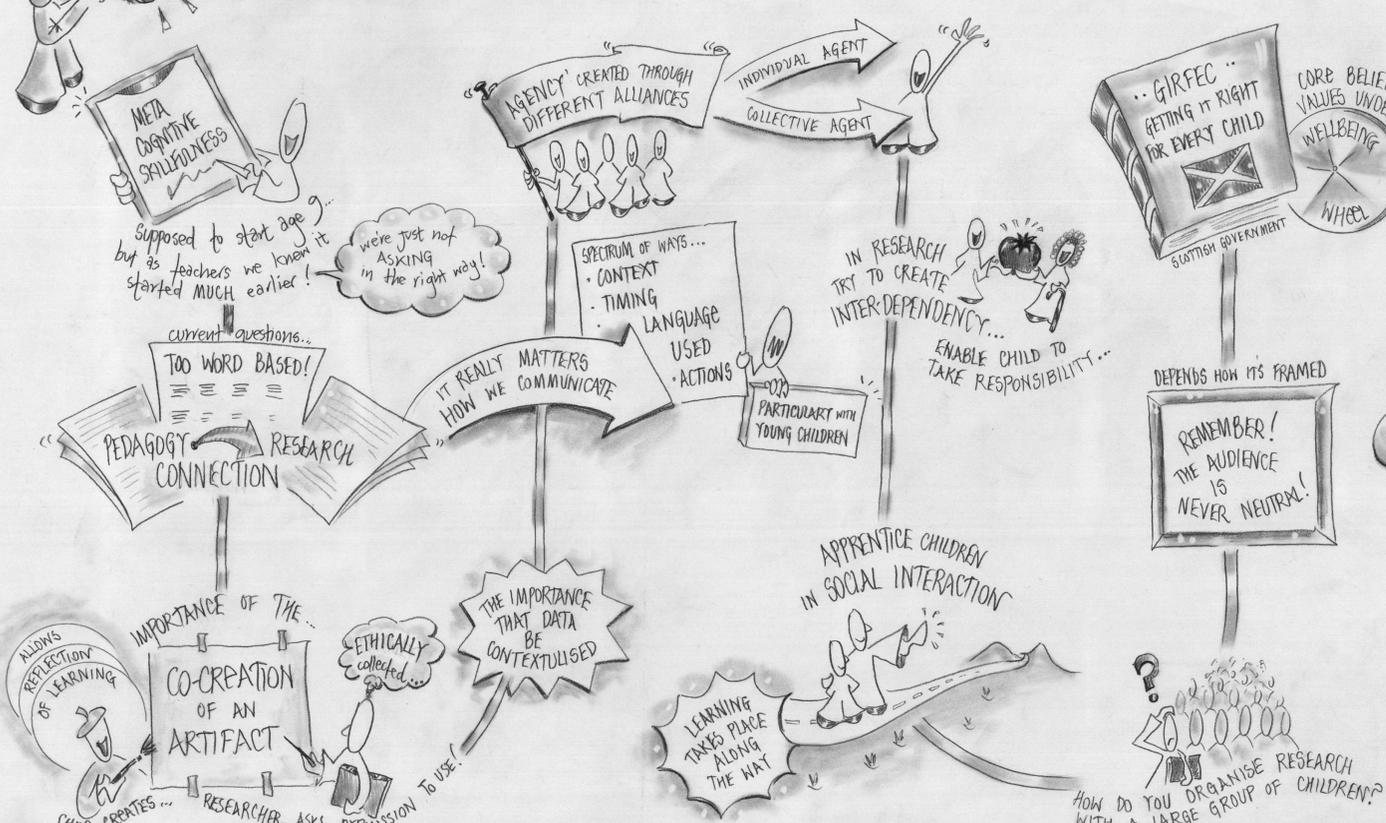 META
COGNITIVE
SKILLFULNESS
Supposed to start age 9...
but as teachers we know it
started MUCH earlier!
we're just not
ASKING
in the right way!
current questions...
TOO WORD BASED!
PEDAGOGY RESEARCH
CONNECTION
IMPORTANCE OF THE...
CO-CREATION
OF AN
ARTIFACT
ALLOWS
REFLECTION
OF LEARNING
CREATES...
ETHICALLY
collected...
RESEARCHER ASKS PERMISSION TO USE!
THE IMPORTANCE
THAT DATA
BE
CONTEXTULISED
IT REALLY MATTERS
HOW WE COMMUNICATE
SPECTRUM OF WAYS...
• CONTEXT
• TIMING
• LANGUAGE
USED
• ACTIONS
PARTICULART WITH
YOUNG CHILDREN
'AGENCY' CREATED THROUGH
DIFFERENT ALLIANCES
INDIVIDUAL AGENT
COLLECTIVE AGENT
IN RESEARCH
TRY TO CREATE
INTER-DEPENDENCY...
ENABLE CHILD TO
TAKE RESPONSIBILITY...
APPRENTICE CHILDREN
IN SOCIAL INTERACTION
LEARNING
TAKES PLACE
ALONG
THE WAY
·· GIRFEC ··
GETTING IT RIGHT
FOR EVERY CHILD
SCOTTISH GOVERNMENT
CORE BELIE
VALUES UNDE
WELLBEING
WHEEL
DEPENDS HOW IT'S FRAMED
REMEMBER!
THE AUDIENCE
IS
NEVER NEUTRAL!
?
HOW DO YOU ORGANISE RESEARCH
WITH A LARGE GROUP OF CHILDREN?